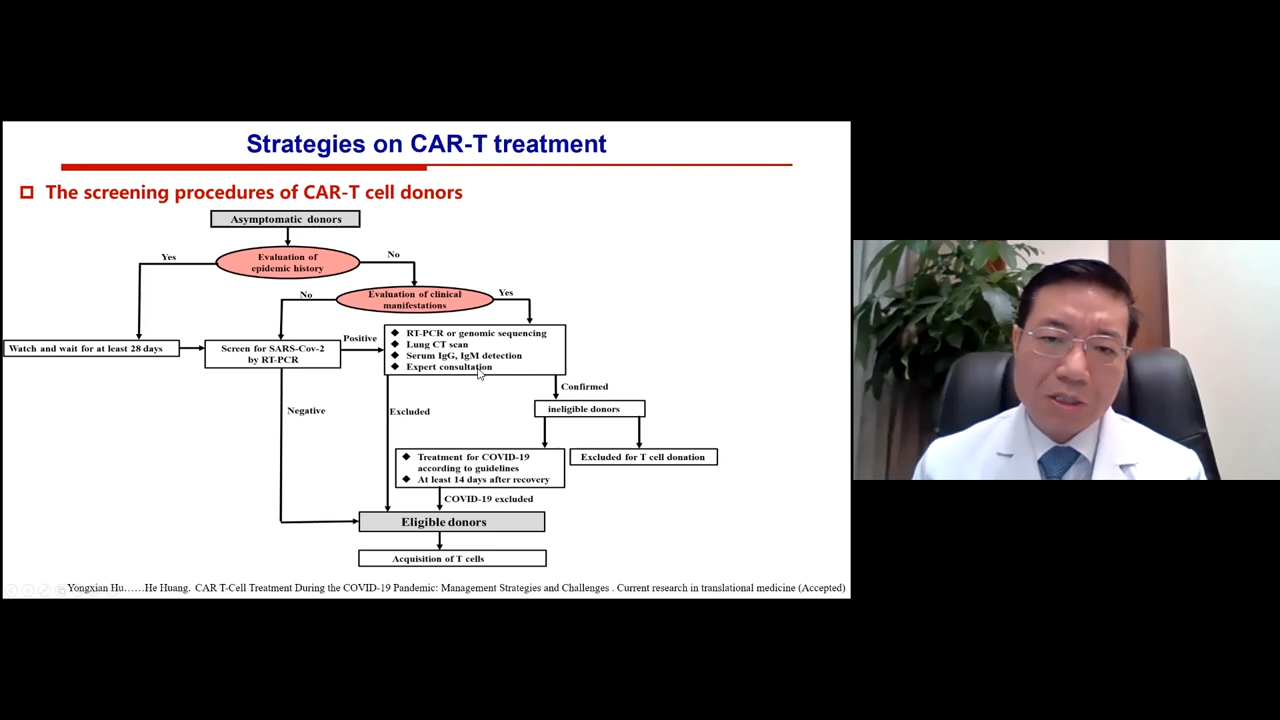 Strategies on CAR-T treatment
The screening procedures of CAR-T cell donors
Asymptomatic donors
Evaluation of
epidemic history
Yes
No
Evaluation of clinical
manifestations
No
Yes
Watch and wait for at least 28 days
Screen for SARS-Cov-2
by RT-PCR
Positive
RT-PCR or genomic sequencing
Lung CT scan
Serum IgG, IgM detection
Expert consultation
Negative
Excluded
Confirmed
ineligible donors
Treatment for COVID-19
according to guidelines
At least 14 days after recovery
Excluded for T cell donation
COVID-19 excluded
Eligible donors
Acquisition of T cells
Yongxian Hu……He Huang. CAR T-Cell Treatment During the COVID-19 Pandemic: Management Strategies and Challenges . Current research in translational medicine (Accepted)